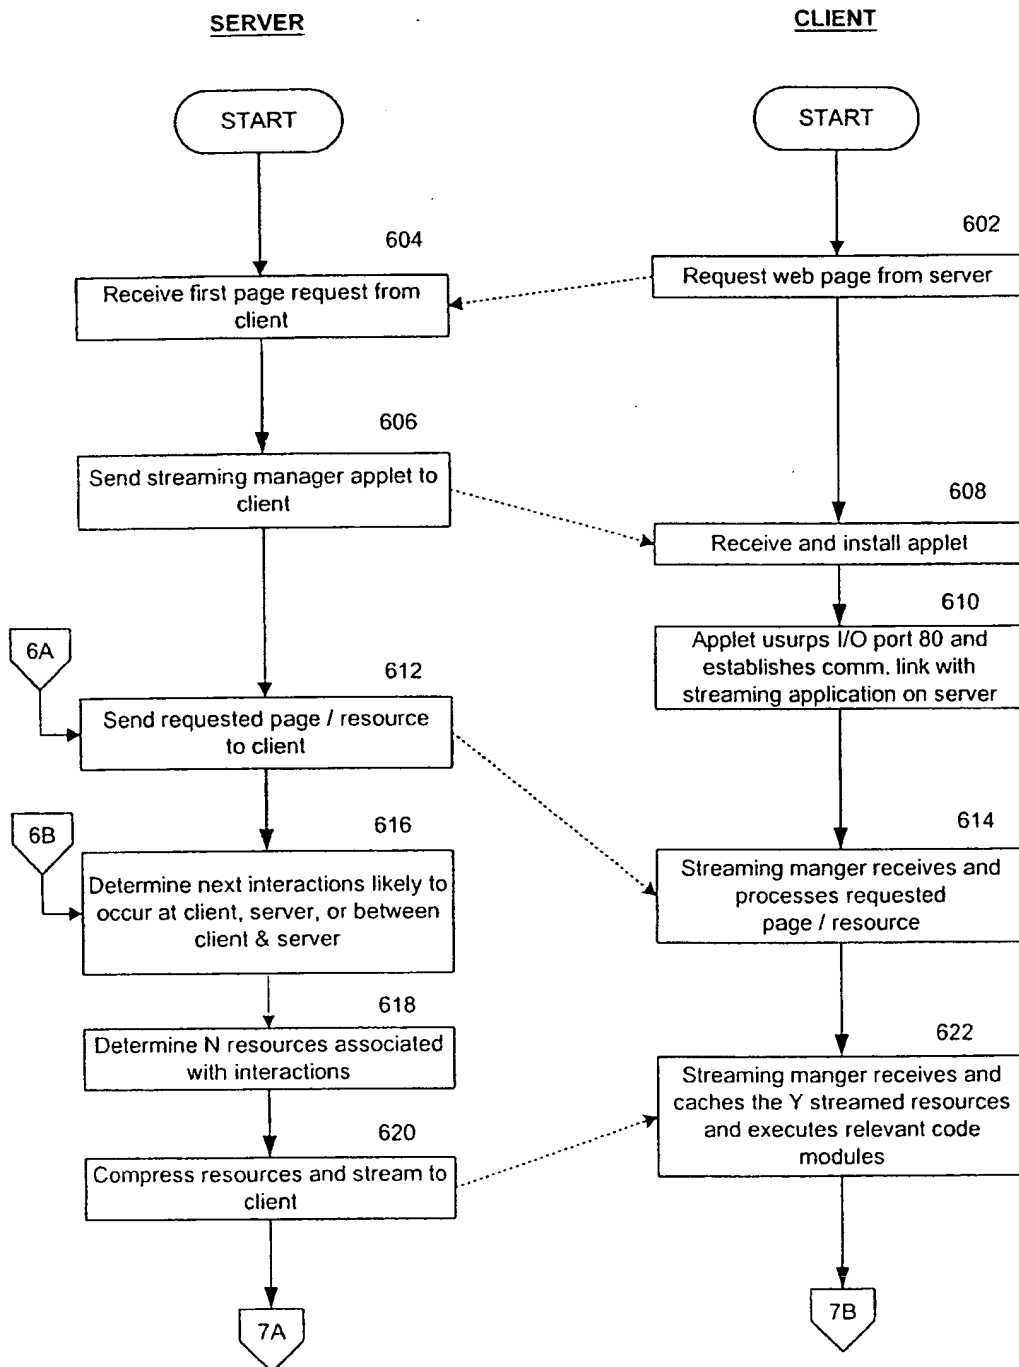 SERVER
CLIENT
START
START
604
602
Receive first page request from
client
Request web page from server
606
Send streaming manager applet to
client
608
Receive and install applet
610
6A
Applet usurps I/O port 80 and
establishes comm. link with
streaming application on server
612
Send requested page / resource
to client
6B
616
614
Determine next interactions likely to
occur at client, server, or between
client & server
Streaming manger receives and
processes requested
page / resource
618
Determine N resources associated
with interactions
622
Streaming manger receives and
caches the Y streamed resources
and executes relevant code
modules
620
Compress resources and stream to
client
7A
7B